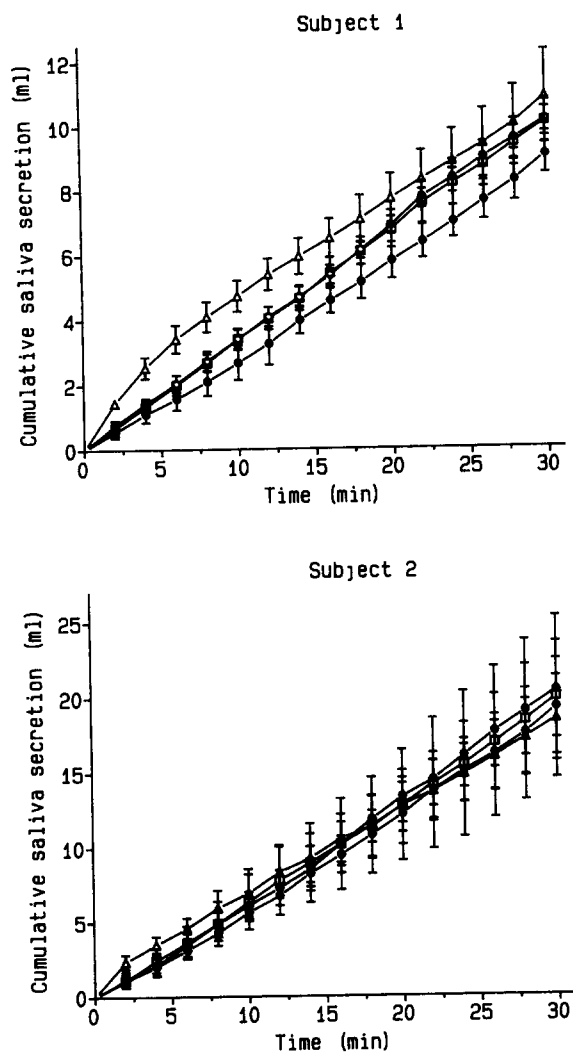 Subject 1
Cumulative saliva secretion (ml)
12
10
8
6
4
2
0
0 5 10 15 20 25 30
Time (min)
Subject 2
Cumulative saliva secretion (ml)
25
20
15
10
5
0
0 5 10 15 20 25 30
Time (min)